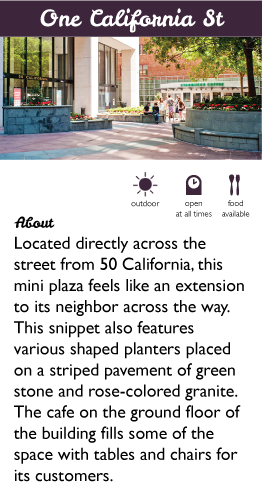 One California St
outdoor
open
at all times
food
available
About
Located directly across the
street from 50 California, this
mini plaza feels like an extension
to its neighbor across the way.
This snippet also features
various shaped planters placed
on a striped pavement of green
stone and rose-colored granite.
The cafe on the ground floor of
the building fills some of the
space with tables and chairs for
its customers.